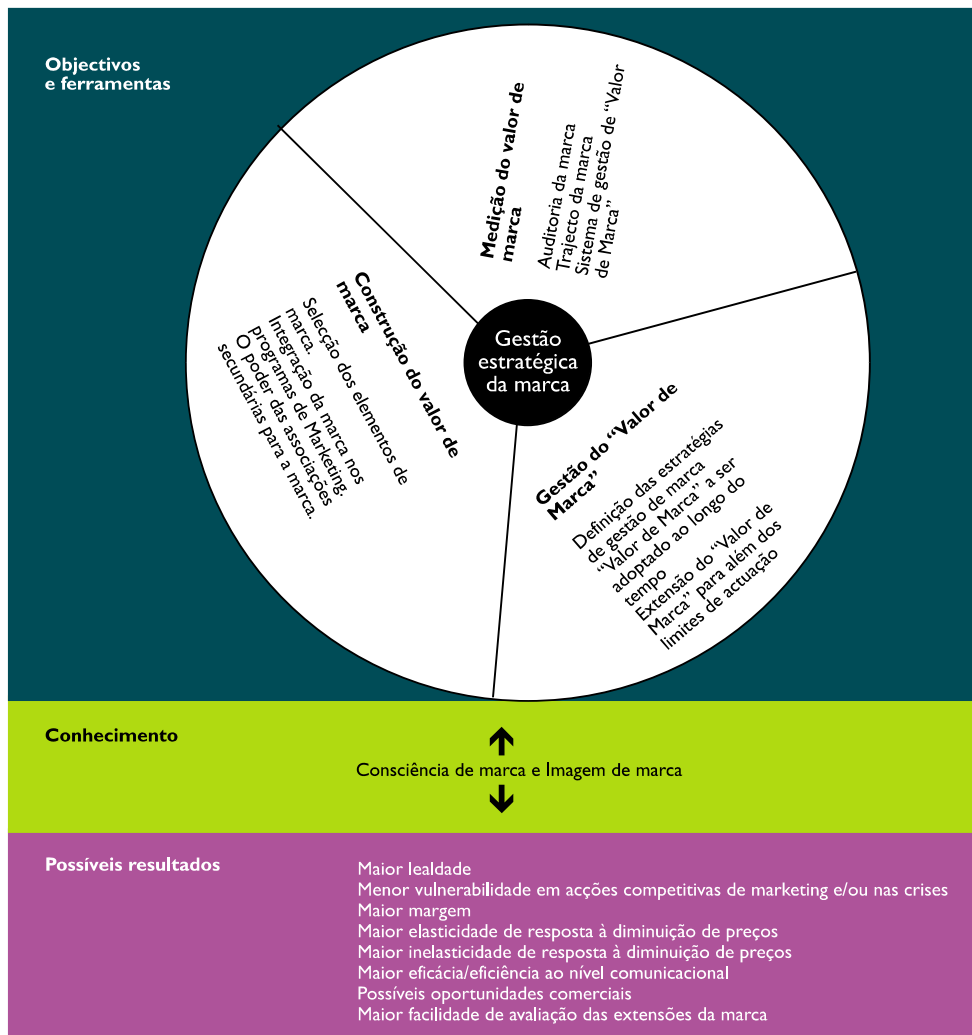 Objectivos
e ferramentas
Medição do valor de
marca
Auditoria da marca
Trajecto da marca
Sistema de gestão de “Valor
de Marca”
Construção do valor de
marca
Selecção dos elementos de
marca.
Integração da marca nos
programas de Marketing.
O poder das associações
secundárias para a marca.
Gestão
estratégica
da marca
Gestão do “Valor de
Marca”
Definição das estratégias
de gestão de marca
“Valor de Marca” a ser
adoptado ao longo do
tempo
Extensão do “Valor de
Marca” para além dos
limites de actuação
Conhecimento
Consciência de marca e Imagem de marca
Possíveis resultados
Maior lealdade
Menor vulnerabilidade em acções competitivas de marketing e/ou nas crises
Maior margem
Maior elasticidade de resposta à diminuição de preços
Maior inelasticidade de resposta à diminuição de preços
Maior eficácia/eficiência ao nível comunicacional
Possíveis oportunidades comerciais
Maior facilidade de avaliação das extensões da marca